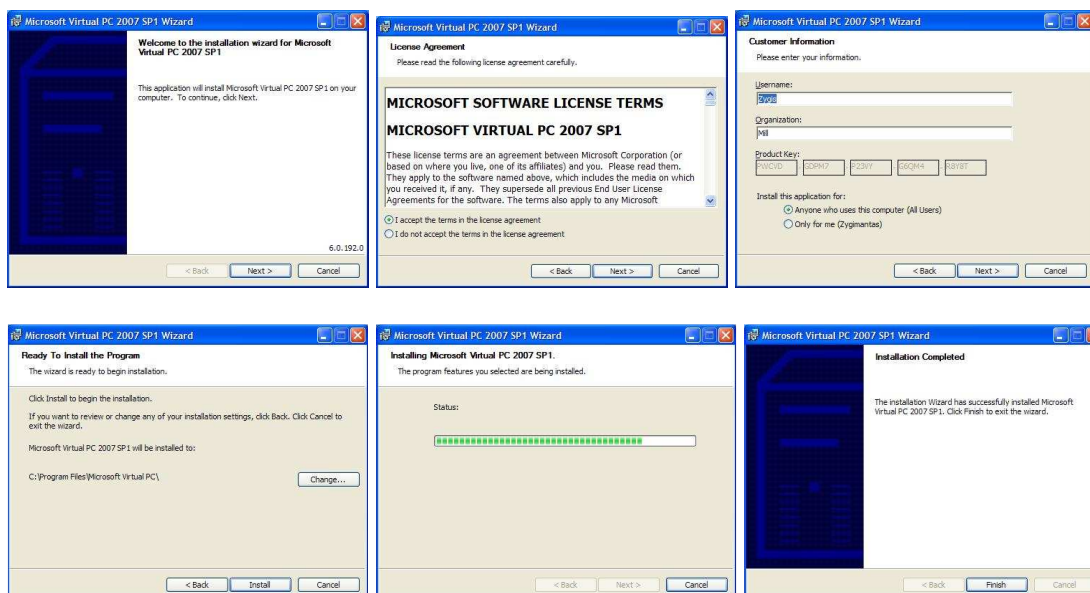 Microsoft Virtual PC 2007 SP1 Wizard
Welcome to the installation wizard for Microsoft
Virtual PC 2007 SP1
This application will install Microsoft Virtual PC 2007 SP1 on your
computer. To continue, click Next.
6.0.192.0
< Back
Next >
Cancel
Microsoft Virtual PC 2007 SP1 Wizard
License Agreement
Please read the following license agreement carefully.
MICROSOFT SOFTWARE LICENSE TERMS
MICROSOFT VIRTUAL PC 2007 SP1
These license terms are an agreement between Microsoft Corporation (or
based on where you live, one of its affiliates) and you. Please read them.
They apply to the software named above, which includes the media on which
you received it, if any. They supersede all previous End User License
Agreements for the software. The terms also apply to any Microsoft
I accept the terms in the license agreement
I do not accept the terms in the license agreement
< Back
Next >
Cancel
Microsoft Virtual PC 2007 SP1 Wizard
Customer Information
Please enter your information.
Username:
Zygis
Organization:
Mill
Product Key:
PWCVD - GDPM7 - P23VY - G6QM4 - R8Y8T
Install this application for:
Anyone who uses this computer (All Users)
Only for me (Zygimantas)
< Back
Next >
Cancel
Microsoft Virtual PC 2007 SP1 Wizard
Ready To Install the Program
The wizard is ready to begin installation.
Click Install to begin the installation.
If you want to review or change any of your installation settings, click Back. Click Cancel to
exit the wizard.
Microsoft Virtual PC 2007 SP1 will be installed to:
C:\Program Files\Microsoft Virtual PC\
Change...
< Back
Install
Cancel
Microsoft Virtual PC 2007 SP1 Wizard
Installing Microsoft Virtual PC 2007 SP1.
The program features you selected are being installed.
Status:
< Back
Next >
Cancel
Microsoft Virtual PC 2007 SP1 Wizard
Installation Completed
The installation Wizard has successfully installed Microsoft
Virtual PC 2007 SP1. Click Finish to exit the wizard.
< Back
Finish
Cancel